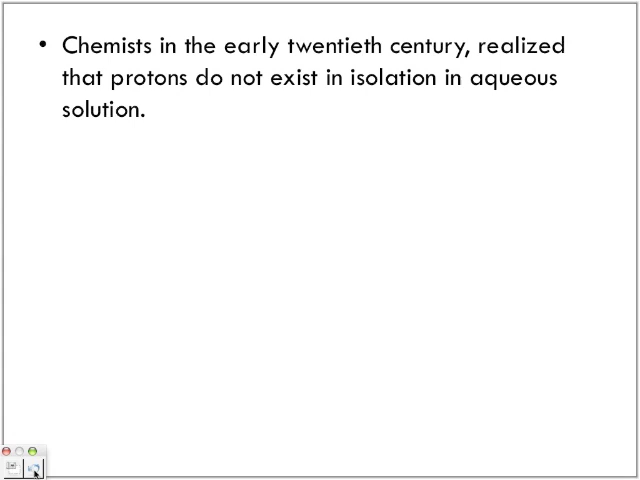 • Chemists in the early twentieth century, realized
that protons do not exist in isolation in aqueous
solution.